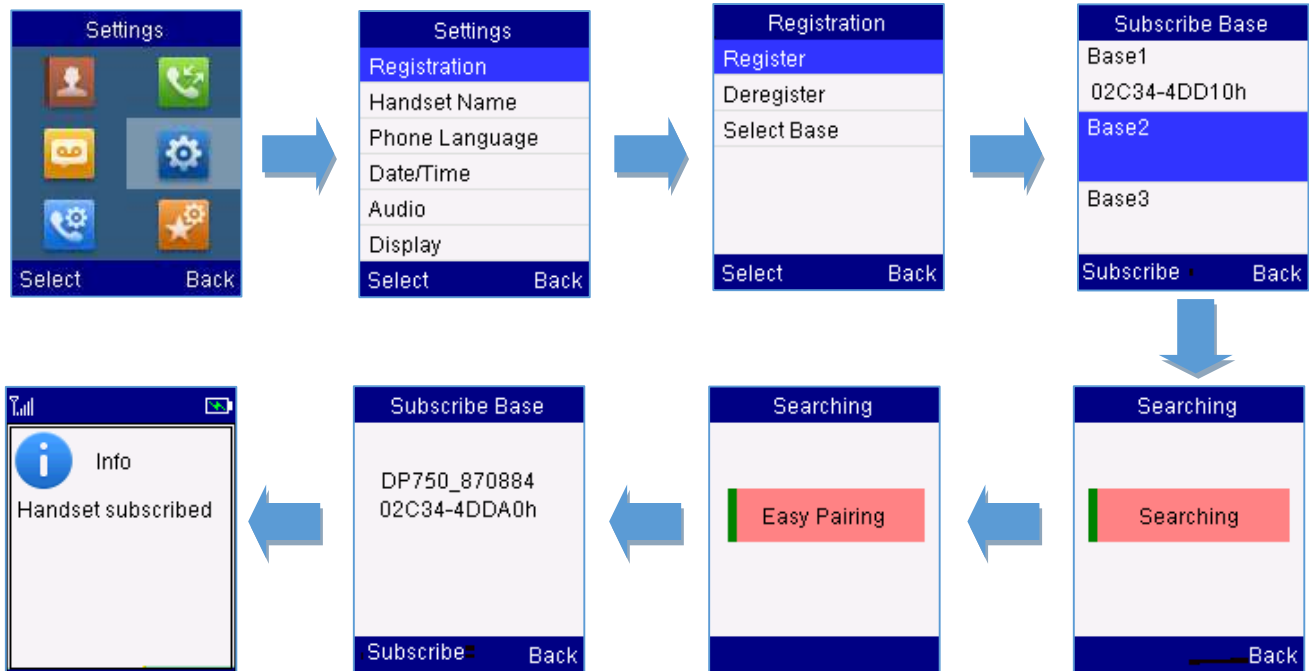 Settings
Select Back
Settings
Registration
Handset Name
Phone Language
Date/Time
Audio
Display
Select Back
Registration
Register
Deregister
Select Base
Select Back
Subscribe Base
Base1
02C34-4DD10h
Base2
Base3
Subscribe Back
Searching
Searching
Back
Searching
Easy Pairing
Subscribe Base
DP750_870884
02C34-4DDA0h
Subscribe Back
Info
Handset subscribed